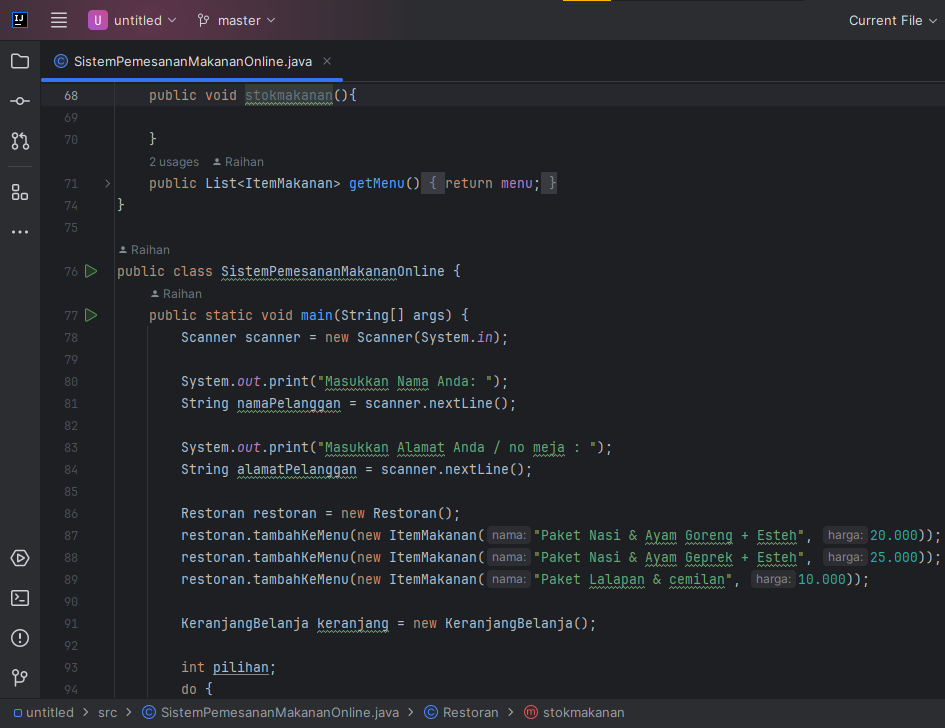 IJ U untitled master Current File
SistemPemesananMakananOnline.java
68 public void stokmakanan(){
69
70 }
2 usages Raihan
71 public List<ItemMakanan> getMenu() { return menu; }
74 }
75
Raihan
76 public class SistemPemesananMakananOnline {
Raihan
77 public static void main(String[] args) {
78 Scanner scanner = new Scanner(System.in);
79
80 System.out.print("Masukkan Nama Anda: ");
81 String namaPelanggan = scanner.nextLine();
82
83 System.out.print("Masukkan Alamat Anda / no meja : ");
84 String alamatPelanggan = scanner.nextLine();
85
86 Restoran restoran = new Restoran();
87 restoran.tambahKeMenu(new ItemMakanan( nama: "Paket Nasi & Ayam Goreng + Esteh", harga: 20.000));
88 restoran.tambahKeMenu(new ItemMakanan( nama: "Paket Nasi & Ayam Geprek + Esteh", harga: 25.000));
89 restoran.tambahKeMenu(new ItemMakanan( nama: "Paket Lalapan & cemilan", harga: 10.000));
90
91 KeranjangBelanja keranjang = new KeranjangBelanja();
92
93 int pilihan;
94 do {
untitled > src > SistemPemesananMakananOnline.java > Restoran > stokmakanan